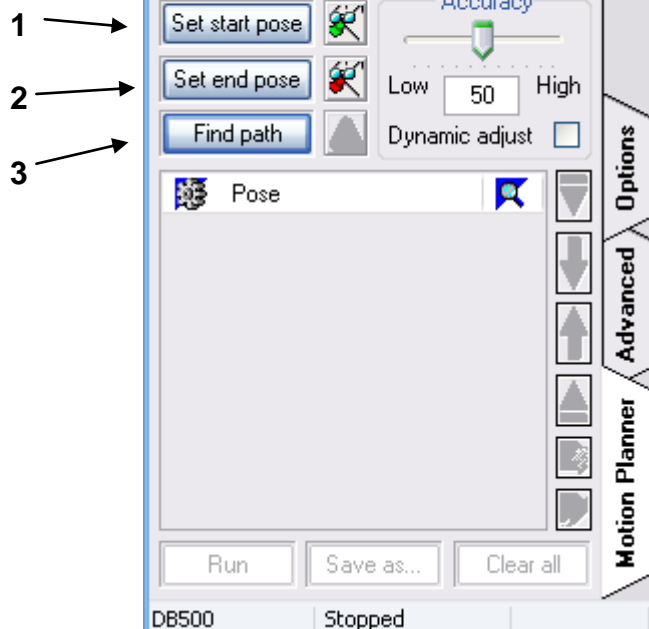 Accuracy
1
Set start pose
2
Set end pose
Low
50
High
3
Find path
Dynamic adjust
Pose
Options
Advanced
Motion Planner
Run
Save as...
Clear all
DB500
Stopped